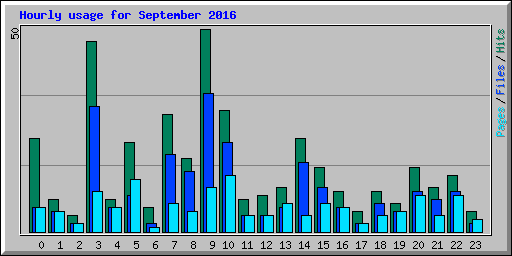 Hourly usage for September 2016
50
Pages/Files/Hits
0 1 2 3 4 5 6 7 8 9 10 11 12 13 14 15 16 17 18 19 20 21 22 23